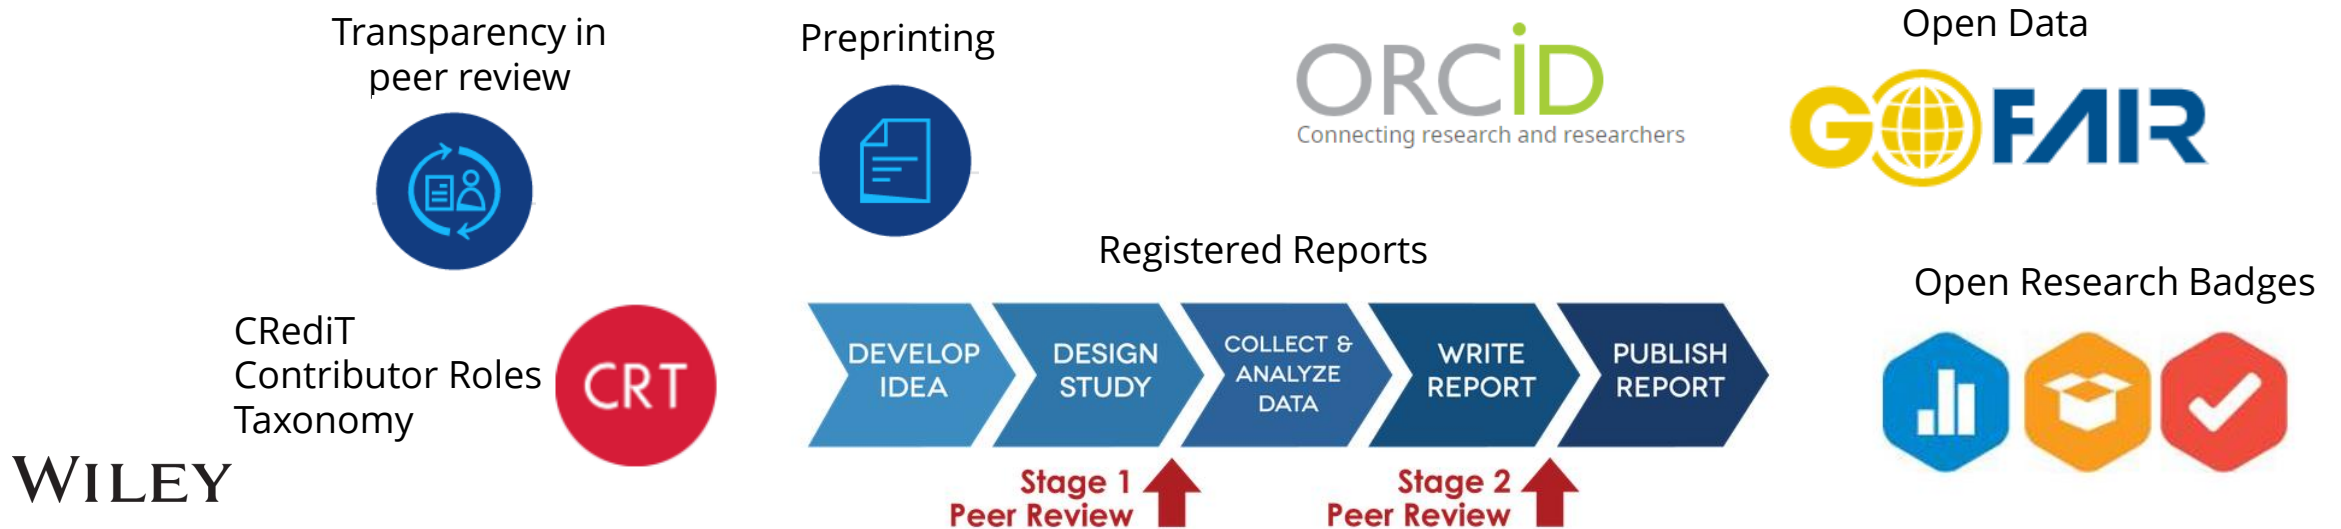 Transparency in
peer review
Preprinting
ORCiD
Connecting research and researchers
Open Data
GO FAIR
Registered Reports
Open Research Badges
CRediT
Contributor Roles
Taxonomy
CRT
DEVELOP
IDEA
DESIGN
STUDY
COLLECT &
ANALYZE
DATA
WRITE
REPORT
PUBLISH
REPORT
Stage 1
Peer Review
Stage 2
Peer Review
WILEY